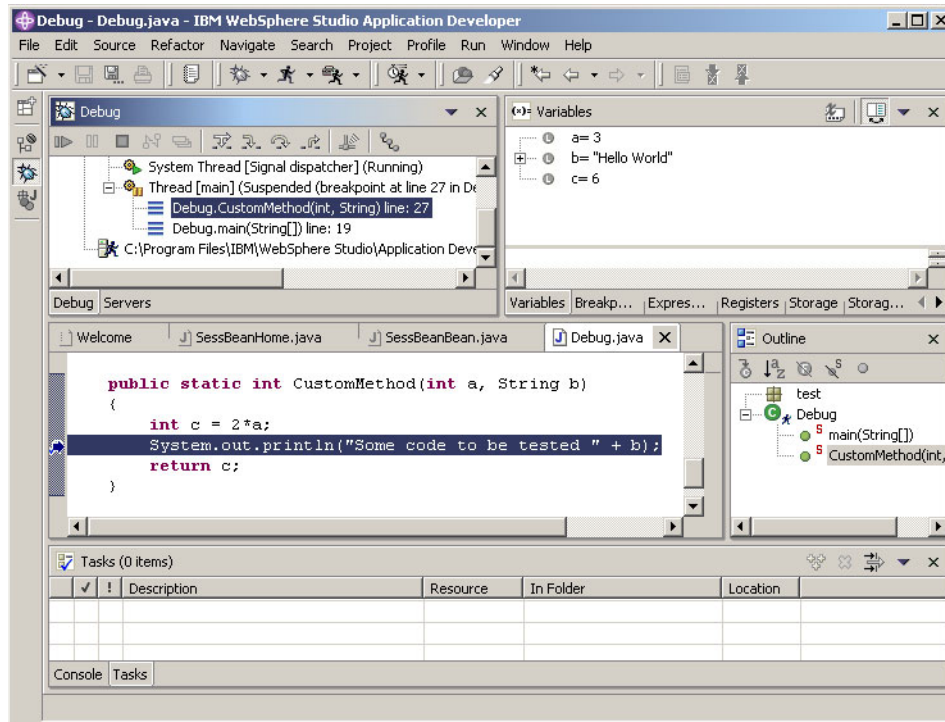 Debug - Debug.java - IBM WebSphere Studio Application Developer
File Edit Source Refactor Navigate Search Project Profile Run Window Help
Debug
System Thread [Signal dispatcher] (Running)
Thread [main] (Suspended (breakpoint at line 27 in De
Debug.CustomMethod(int, String) line: 27
Debug.main(String[]) line: 19
C:\Program Files\IBM\WebSphere Studio\Application Deve
Debug Servers
(x)= Variables
a= 3
b= "Hello World"
c= 6
Variables Breakp... Expres... Registers Storage Storag...
Welcome SessBeanHome.java SessBeanBean.java Debug.java
public static int CustomMethod(int a, String b)
{
int c = 2*a;
System.out.println("Some code to be tested " + b);
return c;
}
Outline
test
Debug
main(String[])
CustomMethod(int,
Tasks (0 items)
! Description Resource In Folder Location
Console Tasks